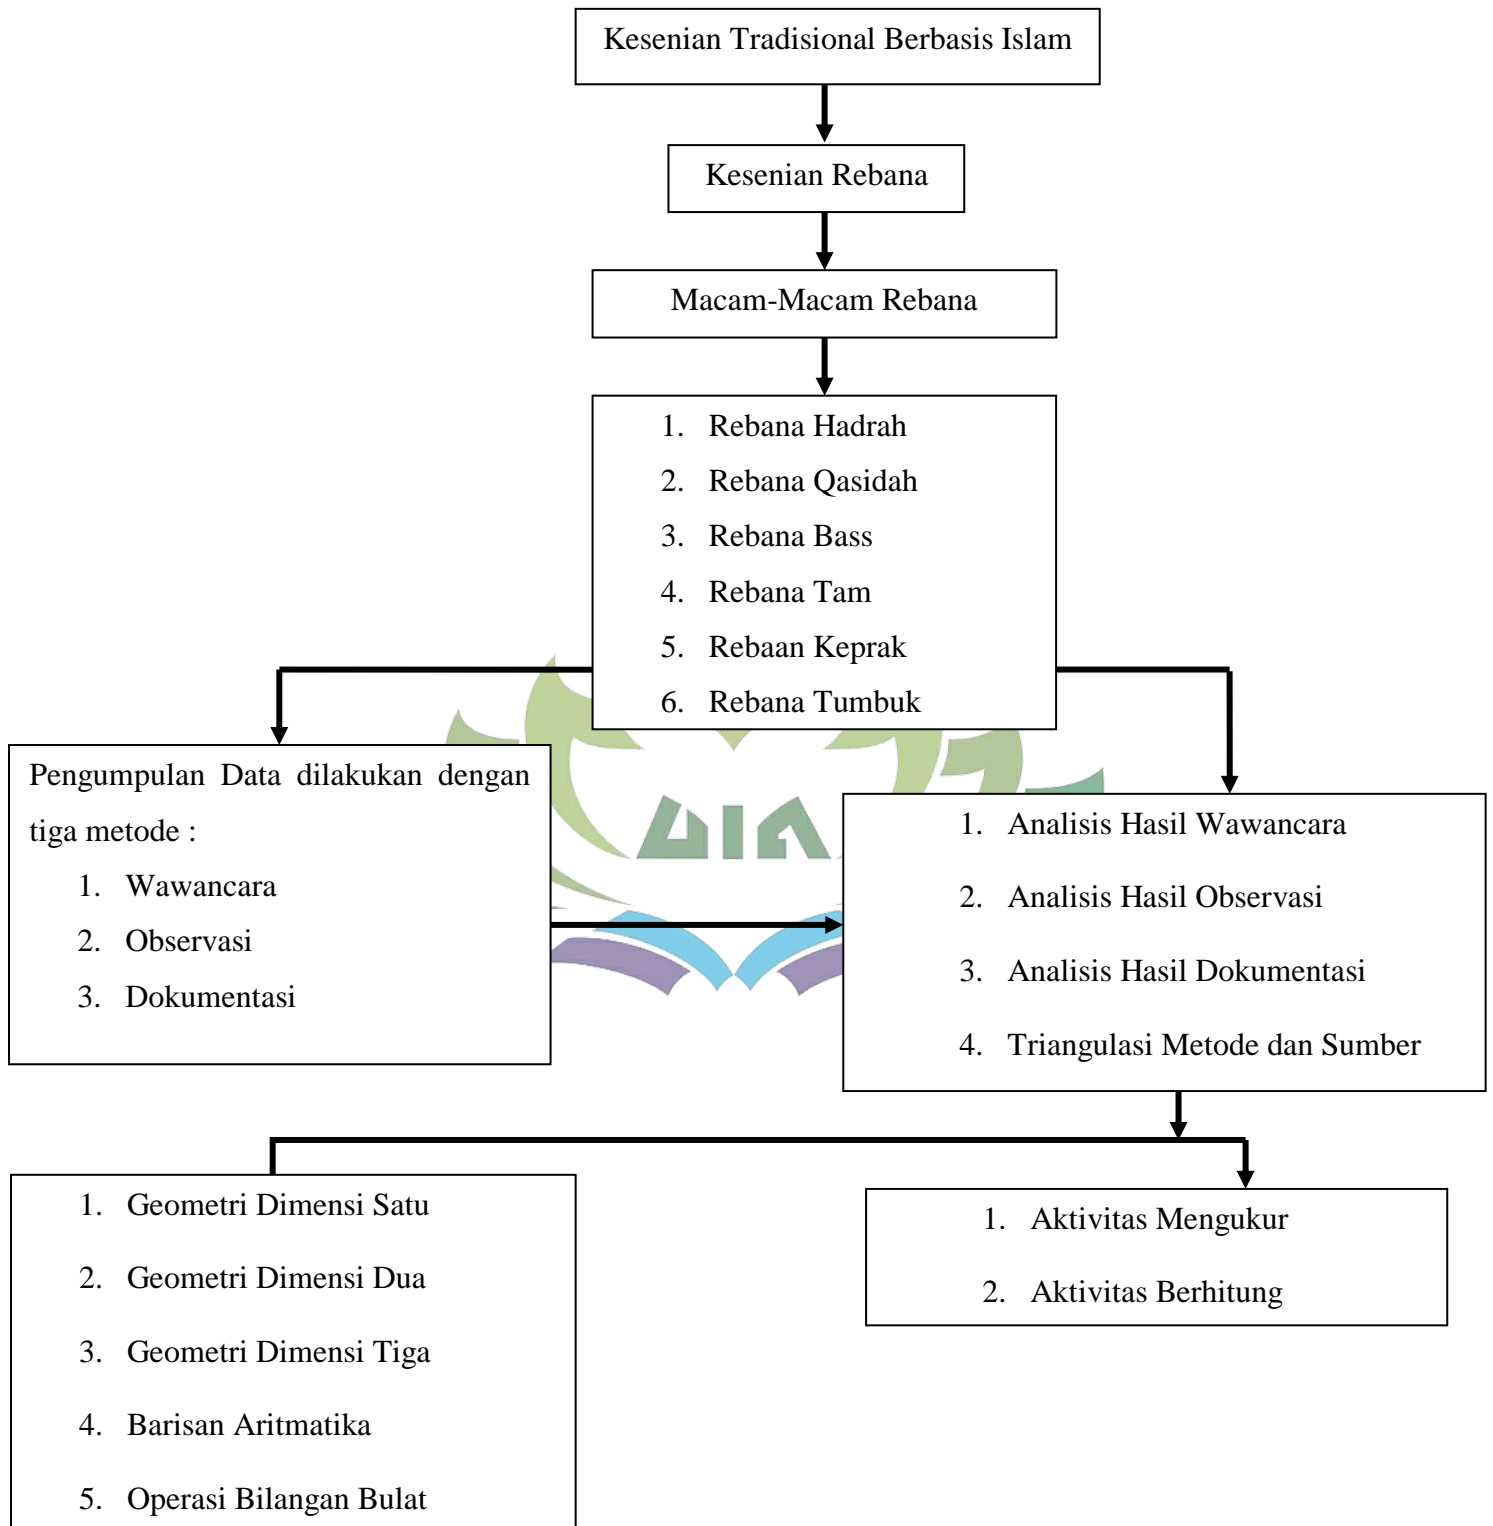 Kesenian Tradisional Berbasis Islam
Kesenian Rebana
Macam-Macam Rebana
1. Rebana Hadrah
2. Rebana Qasidah
3. Rebana Bass
4. Rebana Tam
5. Rebaan Keprak
6. Rebana Tumbuk
Pengumpulan Data dilakukan dengan
tiga metode :
1. Wawancara
2. Observasi
3. Dokumentasi
1. Analisis Hasil Wawancara
2. Analisis Hasil Observasi
3. Analisis Hasil Dokumentasi
4. Triangulasi Metode dan Sumber
1. Geometri Dimensi Satu
2. Geometri Dimensi Dua
3. Geometri Dimensi Tiga
4. Barisan Aritmatika
5. Operasi Bilangan Bulat
1. Aktivitas Mengukur
2. Aktivitas Berhitung